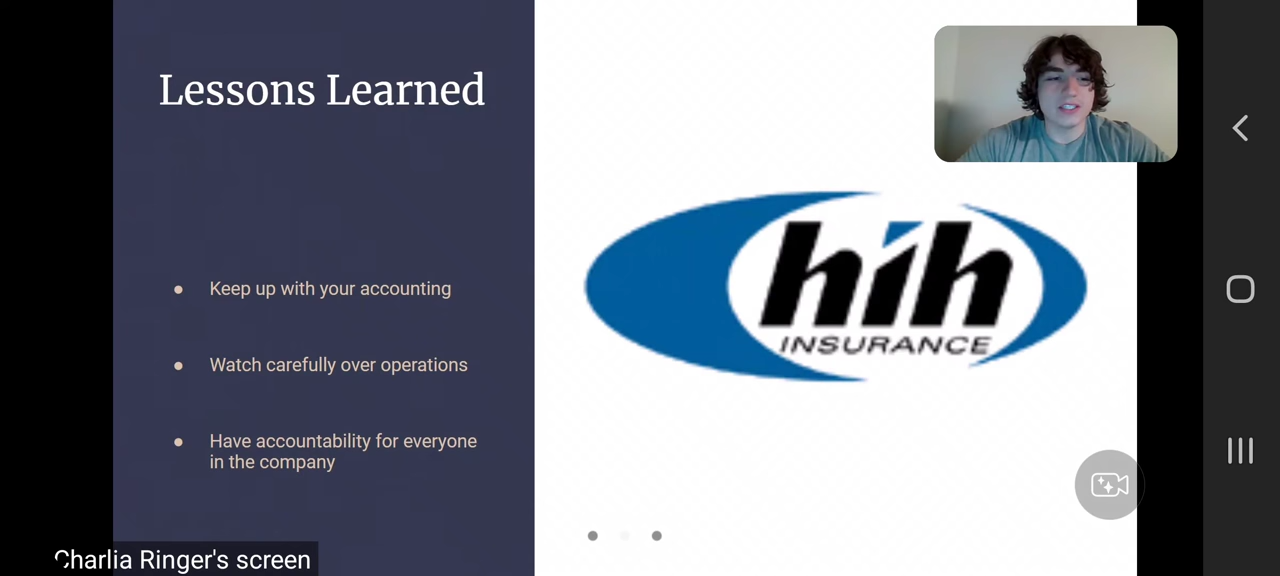 Lessons Learned
Keep up with your accounting
Watch carefully over operations
Have accountability for everyone
in the company
hih
INSURANCE
Charlia Ringer's screen